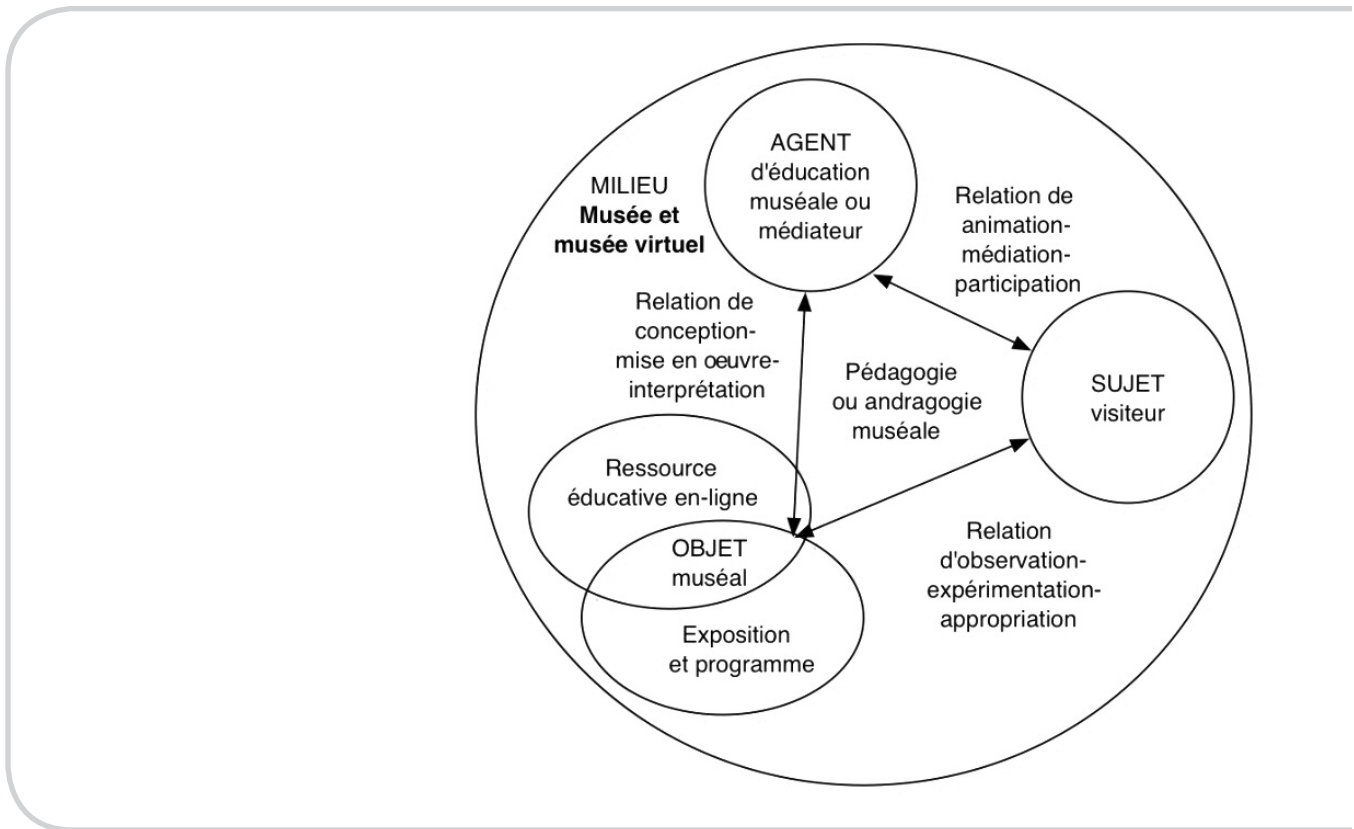 AGENT
d'éducation
muséale ou
médiateur
MILIEU
Musée et
musée virtuel
Relation de
animation-
médiation-
participation
Relation de
conception-
mise en oeuvre-
interprétation
Pédagogie
ou andragogie
muséale
SUJET
visiteur
Ressource
éducative en-ligne
OBJET
muséal
Exposition
et programme
Relation
d'observation-
expérimentation-
appropriation